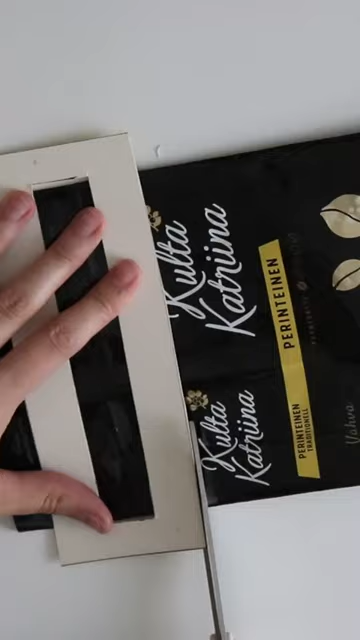 Kulta
Katriina
PERINTEINEN
Kulta
Katriina
PERINTEINEN
TRADITIONELL
Vahva